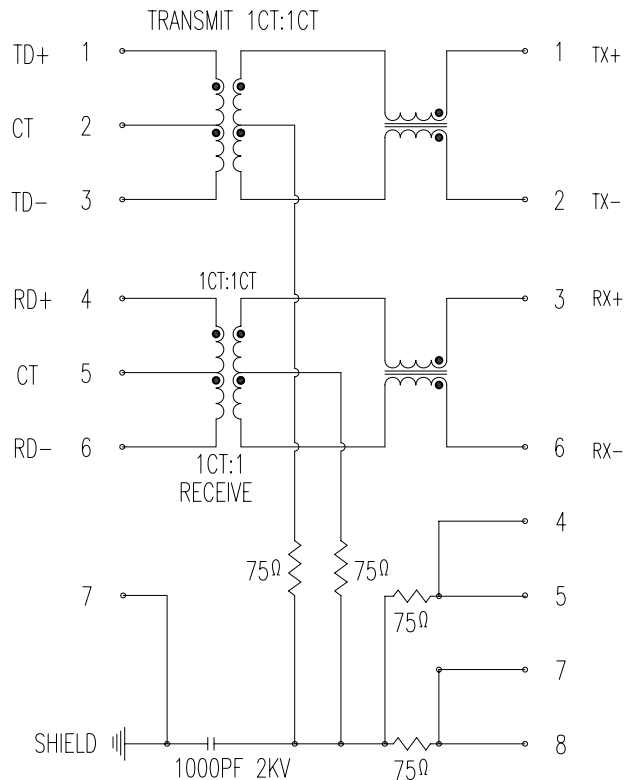 TRANSMIT 1CT:1CT
TD+ 1
1 TX+
CT 2
TD- 3
2 TX-
1CT:1CT
RD+ 4
3 RX+
CT 5
RD- 6
6 RX-
1CT:1
RECEIVE
4
75Ω
75Ω
7
5
75Ω
7
SHIELD
8
1000PF 2KV
75Ω